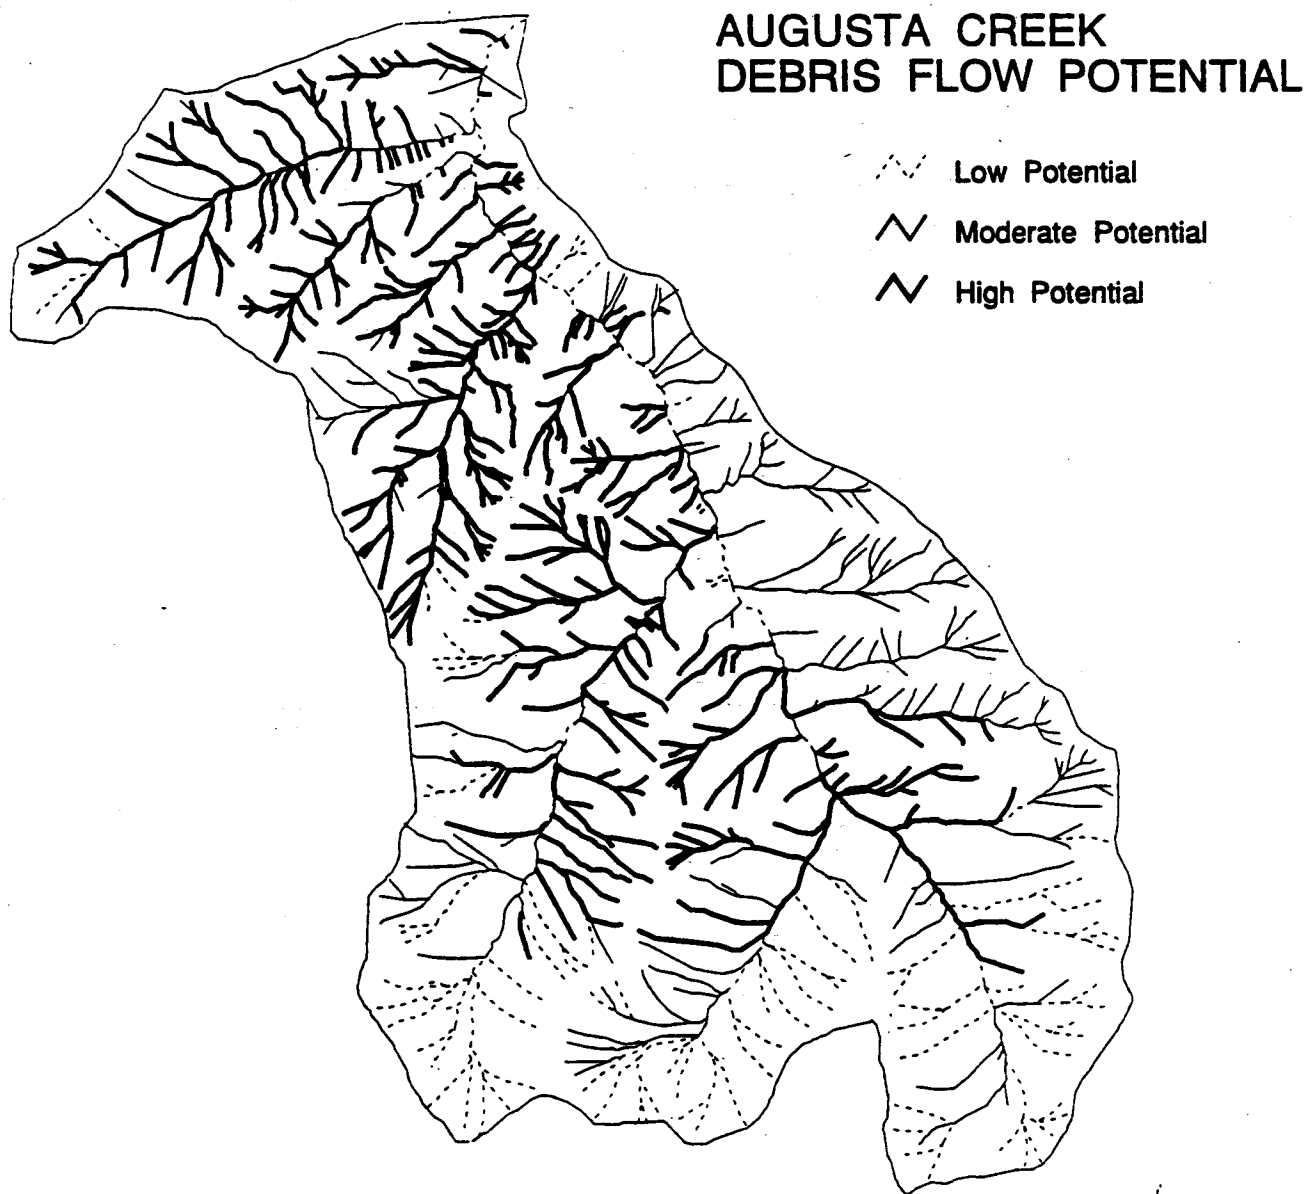 AUGUSTA CREEK
DEBRIS FLOW POTENTIAL
Low Potential
Moderate Potential
High Potential